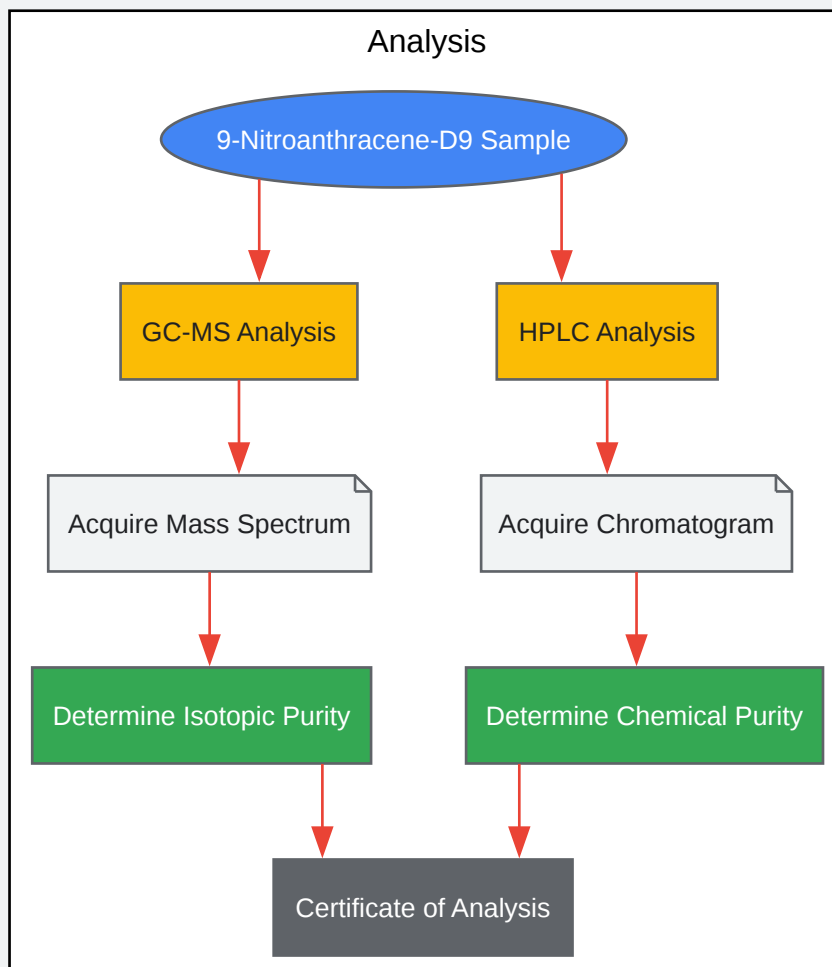 Analysis
9-Nitroanthracene-D9 Sample
GC-MS Analysis
HPLC Analysis
Acquire Mass Spectrum
Acquire Chromatogram
Determine Isotopic Purity
Determine Chemical Purity
Certificate of Analysis